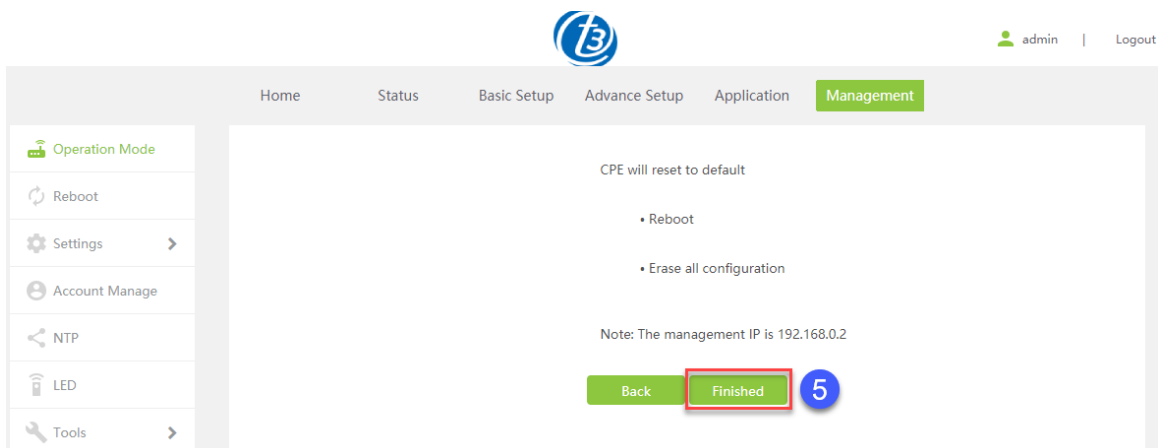 t3
admin | Logout
Home Status Basic Setup Advance Setup Application Management
Operation Mode
Reboot
Settings
Account Manage
NTP
LED
Tools
CPE will reset to default
• Reboot
• Erase all configuration
Note: The management IP is 192.168.0.2
Back Finished 5